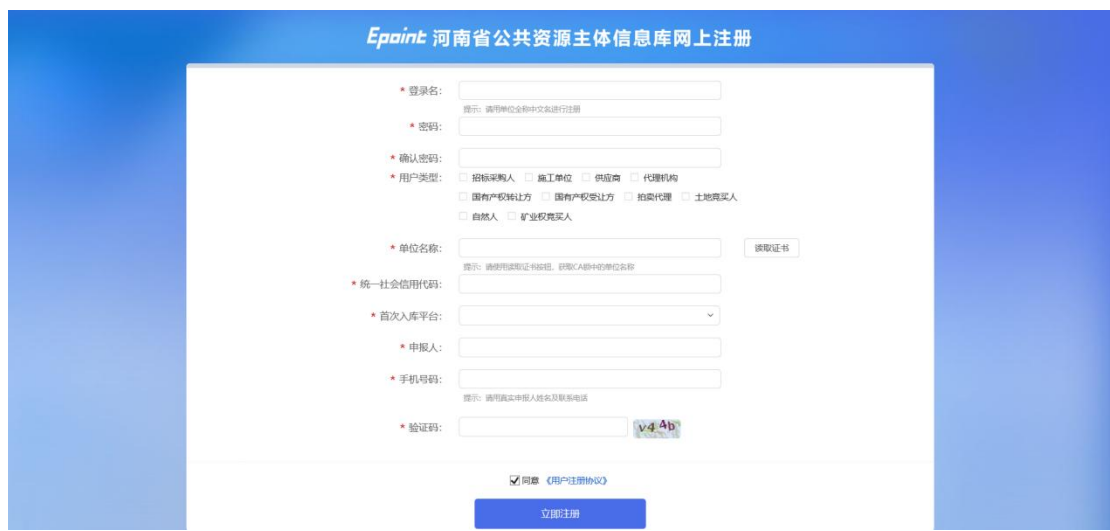 Epoint 河南省公共资源主体信息库网上注册
* 登录名:
提示: 请用单位全称中文名进行注册
* 密码:
* 确认密码:
* 用户类型: 招标采购人 施工单位 供应商 代理机构
国有产权转让方 国有产权受让方 拍卖代理 土地竞买人
自然人 矿业权竞买人
* 单位名称: 读取证书
提示: 请使用读取证书按钮，获取CA锁中的单位名称
* 统一社会信用代码:
* 首次入库平台:
* 申报人:
* 手机号码:
提示: 请用真实申报人姓名及联系电话
* 验证码: v44b
同意 《用户注册协议》
立即注册